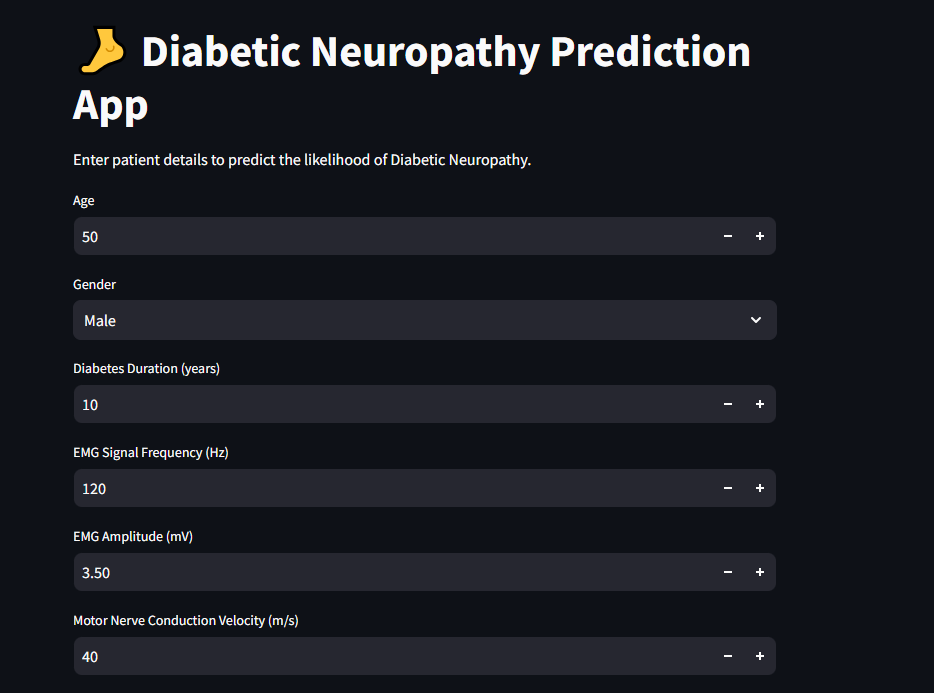 Diabetic Neuropathy Prediction
App
Enter patient details to predict the likelihood of Diabetic Neuropathy.
Age
50
Gender
Male
Diabetes Duration (years)
10
EMG Signal Frequency (Hz)
120
EMG Amplitude (mV)
3.50
Motor Nerve Conduction Velocity (m/s)
40